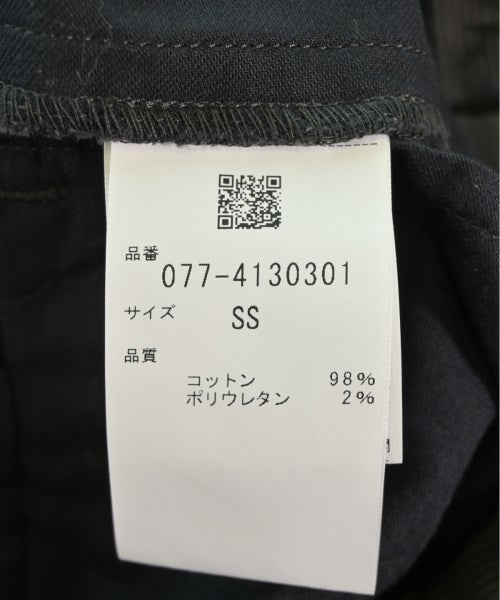 品番
077-4130301
サイズ SS
品質
コットン 98%
ポリウレタン 2%